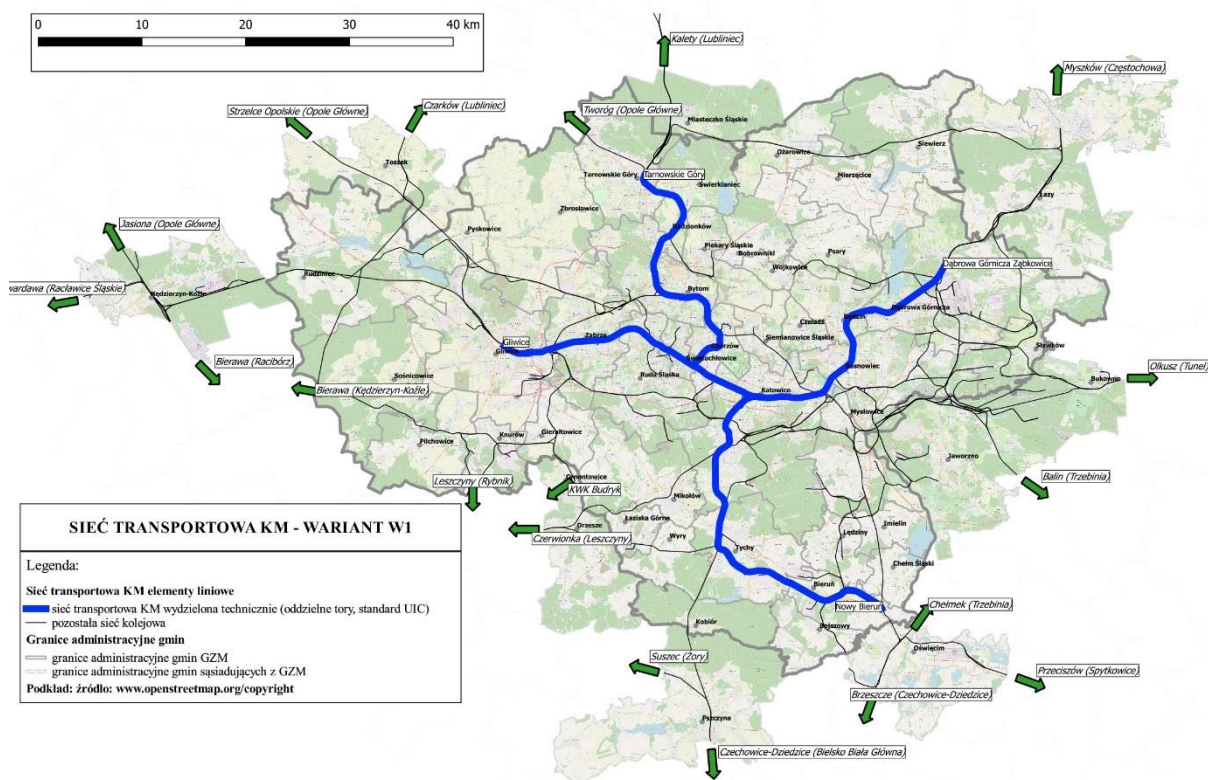 0 10 20 30 40 km
Kalety (Lubliniec)
Myszków (Częstochowa)
Strzelce Opolskie (Opole Główne)
Czarków (Lubliniec)
Tworóg (Opole Główne)
Miasteczko Śląskie
Ożarowice
Siewierz
Toszek
Tarnowskie Góry
Tarnowskie Góry
Świerklaniec
Mierzęcice
Łazy
Zbrosławice
Radzionków
Jasiona (Opole Główne)
Pyskowice
Piekary Śląskie
Bobrowniki
Psary
Wojkowice
Dąbrowa Górnicza Ząbkowice
Rudziniec
wardawa (Racławice Śląskie)
Kędzierzyn-Koźle
Bytom
Będzin
Dąbrowa Górnicza
Czeladź
Zabrze
Chorzów
Siemianowice Śląskie
Gliwice
Gliwice
Świętochłowice
Sławków
Bierawa (Racibórz)
Sosnowiec
Ruda Śląska
Sośnicowice
Olkusz (Tunel)
Bukowno
Bierawa (Kędzierzyn-Koźle)
Katowice
Mysłowice
Knurów
Gierałtowice
Pilchowice
Jaworzno
Leszczyny (Rybnik)
Ornontowice
KWK Budryk
Balin (Trzebinia)
Mikołów
SIEĆ TRANSPORTOWA KM - WARIANT W1
Łaziska Górne
Orzesze
Imielin
Lędziny
Czerwionka (Leszczyny)
Wyry
Tychy
Chełm Śląski
Legenda:
Sieć transportowa KM elementy liniowe
sieć transportowa KM wydzielona technicznie (oddzielne tory, standard UIC)
pozostała sieć kolejowa
Granice administracyjne gmin
granice administracyjne gmin GZM
granice administracyjne gmin sąsiadujących z GZM
Podkład: źródło: www.openstreetmap.org/copyright
Bieruń
Nowy Bieruń
Chełmek (Trzebinia)
Kobiór
Bojszowy
Oświęcim
Suszec (Żory)
Przeciszów (Spytkowice)
Brzeszcze (Czechowice-Dziedzice)
Pszczyna
Czechowice-Dziedzice (Bielsko Biała Główna)